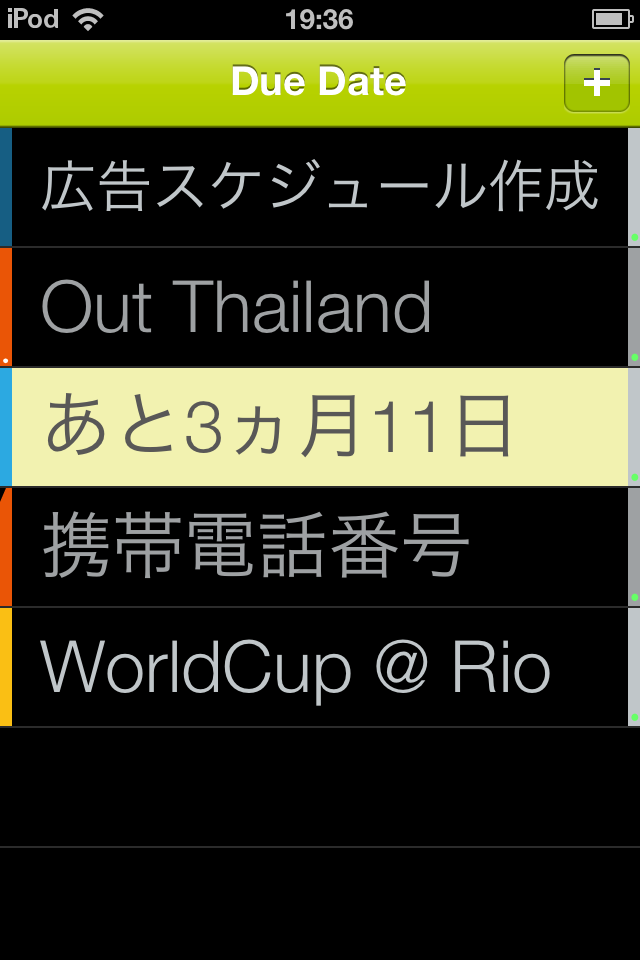 iPod 19:36
Due Date
+
広告スケジュール作成
Out Thailand
あと3ヵ月11日
携帯電話番号
WorldCup @ Rio